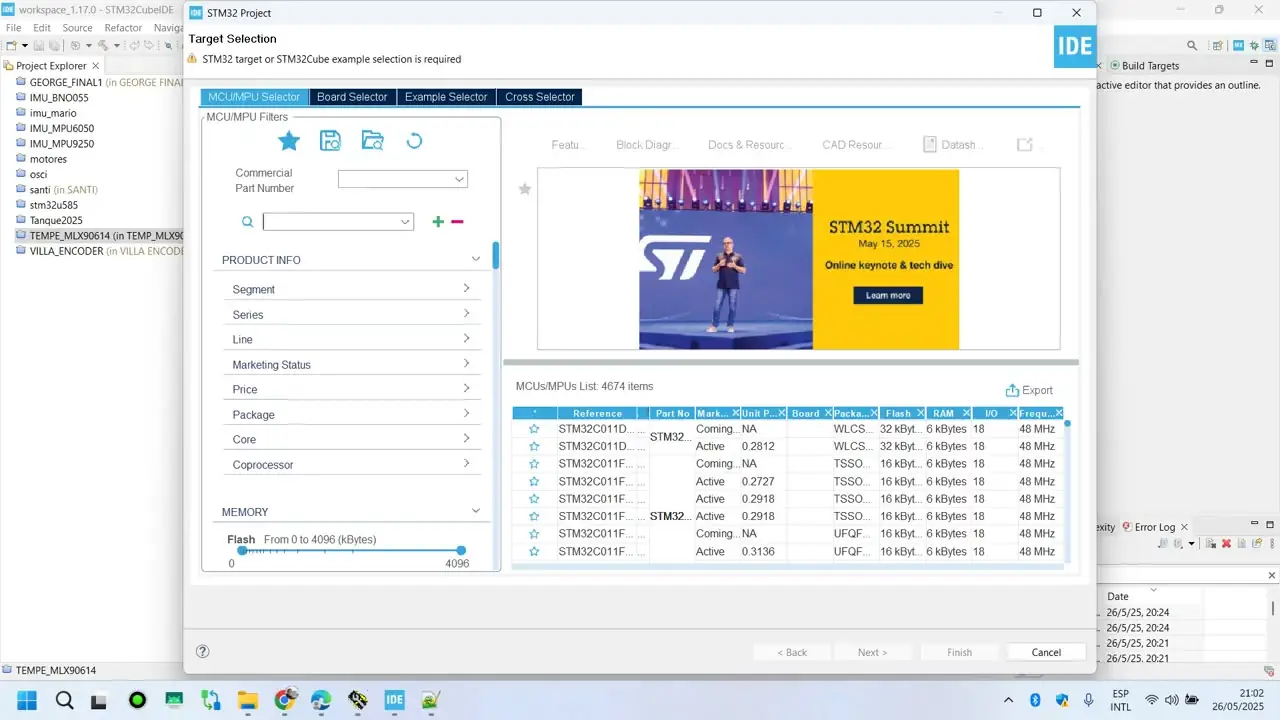 IDE workspace_1.17.0 - STM32CubeIDE
IDE STM32 Project
File Edit Source Refactor Naviga
Target Selection
STM32 target or STM32Cube example selection is required
IDE
Project Explorer
GEORGE_FINAL1 (in GEORGE FINAL
IMU_BNO055
imu_mario
IMU_MPU6050
IMU_MPU9250
motores
osci
santi (in SANTI)
stm32u585
Tanque2025
TEMPE_MLX90614 (in TEMP_MLX90
VILLA_ENCODER (in VILLA ENCODE
MCU/MPU Selector Board Selector Example Selector Cross Selector
MCU/MPU Filters
Commercial
Part Number
PRODUCT INFO
Segment
Series
Line
Marketing Status
Price
Package
Core
Coprocessor
MEMORY
Flash From 0 to 4096 (kBytes)
0 4096
Featu... Block Diagr... Docs & Resourc... CAD Resour... Datash...
ST
STM32 Summit
May 15, 2025
Online keynote & tech dive
Learn more
MCUs/MPUs List: 4674 items
Export
* Reference Part No Mark... Unit P... Board Packa... Flash RAM I/O Frequ...
STM32C011D... ... STM32... Coming... NA WLCS... 32 kByt... 6 kBytes 18 48 MHz
STM32C011D... ... Active 0.2812 WLCS... 32 kByt... 6 kBytes 18 48 MHz
STM32C011F... ... Coming... NA TSSO... 16 kByt... 6 kBytes 18 48 MHz
STM32C011F... ... Active 0.2727 TSSO... 16 kByt... 6 kBytes 18 48 MHz
STM32C011F... ... Active 0.2918 TSSO... 16 kByt... 6 kBytes 18 48 MHz
STM32C011F... ... STM32... Active 0.2918 TSSO... 16 kByt... 6 kBytes 18 48 MHz
STM32C011F... ... Coming... NA UFQF... 16 kByt... 6 kBytes 18 48 MHz
STM32C011F... ... Active 0.3136 UFQF... 16 kByt... 6 kBytes 18 48 MHz
< Back Next > Finish Cancel
Build Targets
active editor that provides an outline.
exity Error Log
Date
26/5/25, 20:24
26/5/25, 20:24
26/5/25, 20:21
26/5/25, 20:21
TEMPE_MLX90614
IDE
ESP
INTL
21:02
26/05/2025